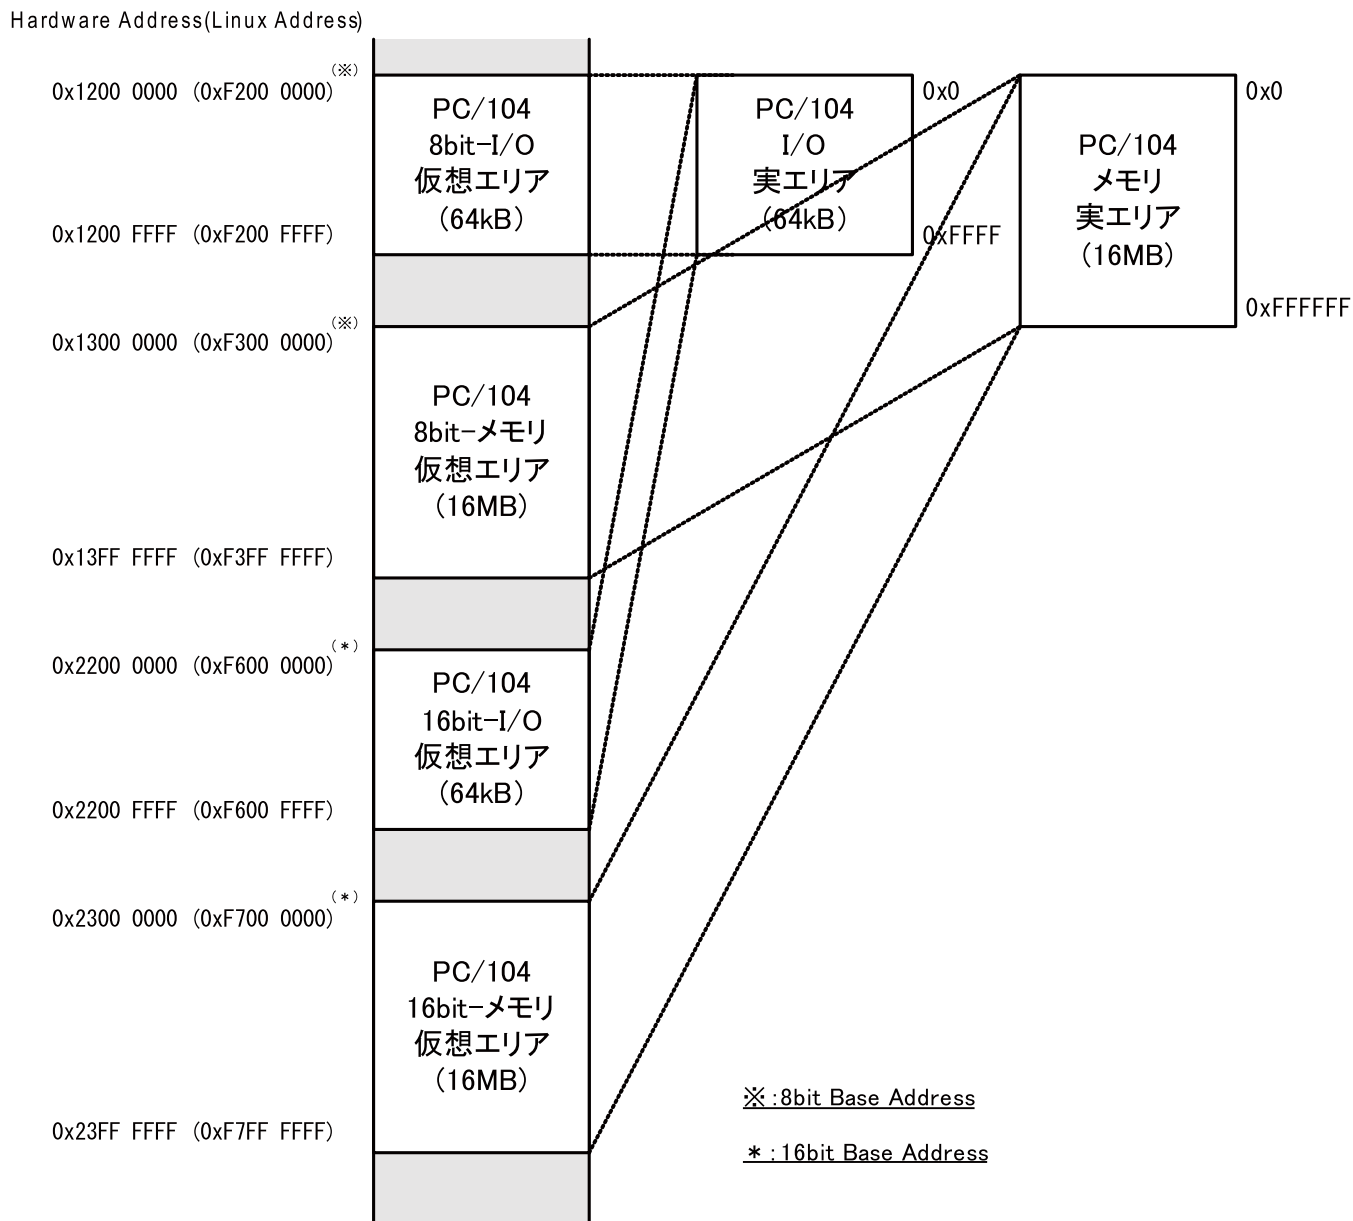 Hardware Address(Linux Address)
0x1200 0000 (0xF200 0000)(※)
PC/104
8bit-I/O
仮想エリア
(64kB)
0x1200 FFFF (0xF200 FFFF)
PC/104
I/O
実エリア
(64kB)
0x0
0xFFFF
PC/104
メモリ
実エリア
(16MB)
0x0
0xFFFFFF
0x1300 0000 (0xF300 0000)(※)
PC/104
8bit-メモリ
仮想エリア
(16MB)
0x13FF FFFF (0xF3FF FFFF)
0x2200 0000 (0xF600 0000)(*)
PC/104
16bit-I/O
仮想エリア
(64kB)
0x2200 FFFF (0xF600 FFFF)
0x2300 0000 (0xF700 0000)(*)
PC/104
16bit-メモリ
仮想エリア
(16MB)
0x23FF FFFF (0xF7FF FFFF)
※:8bit Base Address
*:16bit Base Address